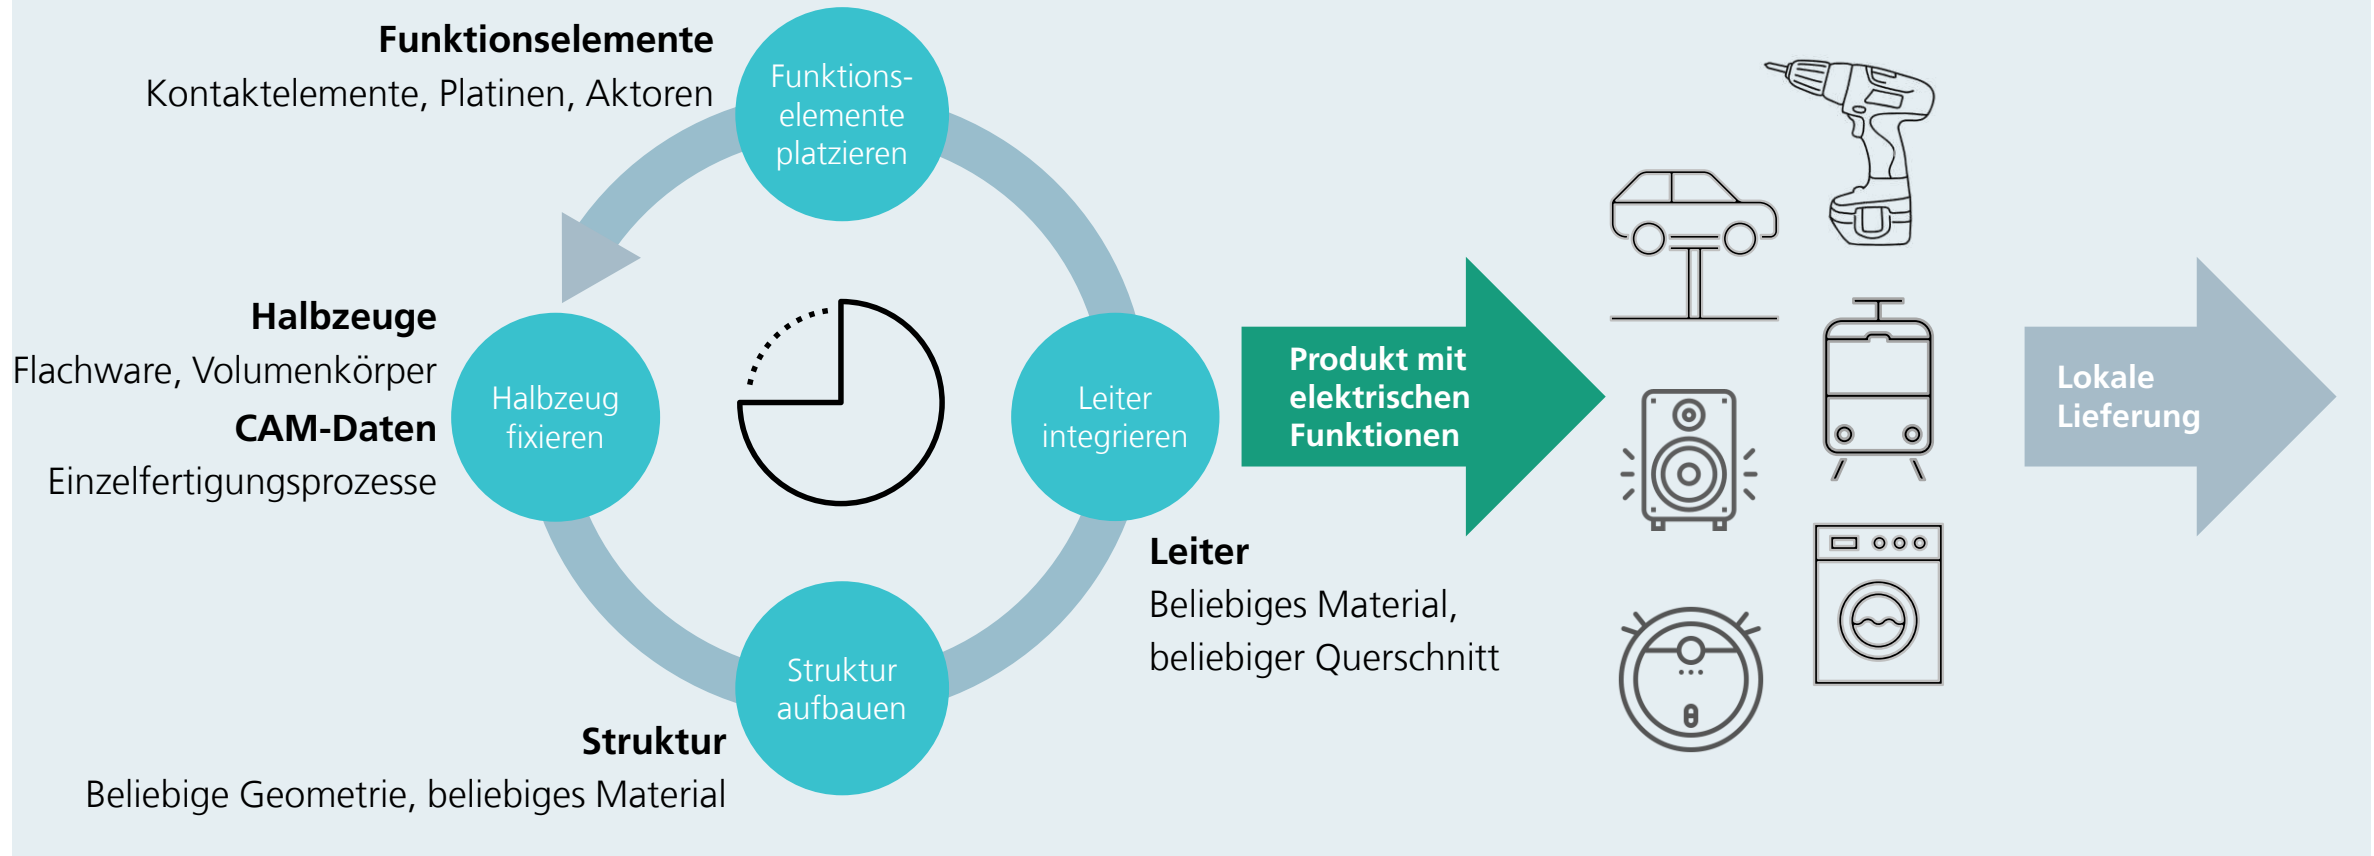 Funktionselemente
Kontaktelemente, Platinen, Aktoren
Funktions-
elemente
platzieren
Halbzeuge
Flachware, Volumenkörper
CAM-Daten
Einzelfertigungsprozesse
Halbzeug
fixieren
Leiter
integrieren
Produkt mit
elektrischen
Funktionen
Lokale
Lieferung
Leiter
Beliebiges Material,
beliebiger Querschnitt
Struktur
aufbauen
Struktur
Beliebige Geometrie, beliebiges Material